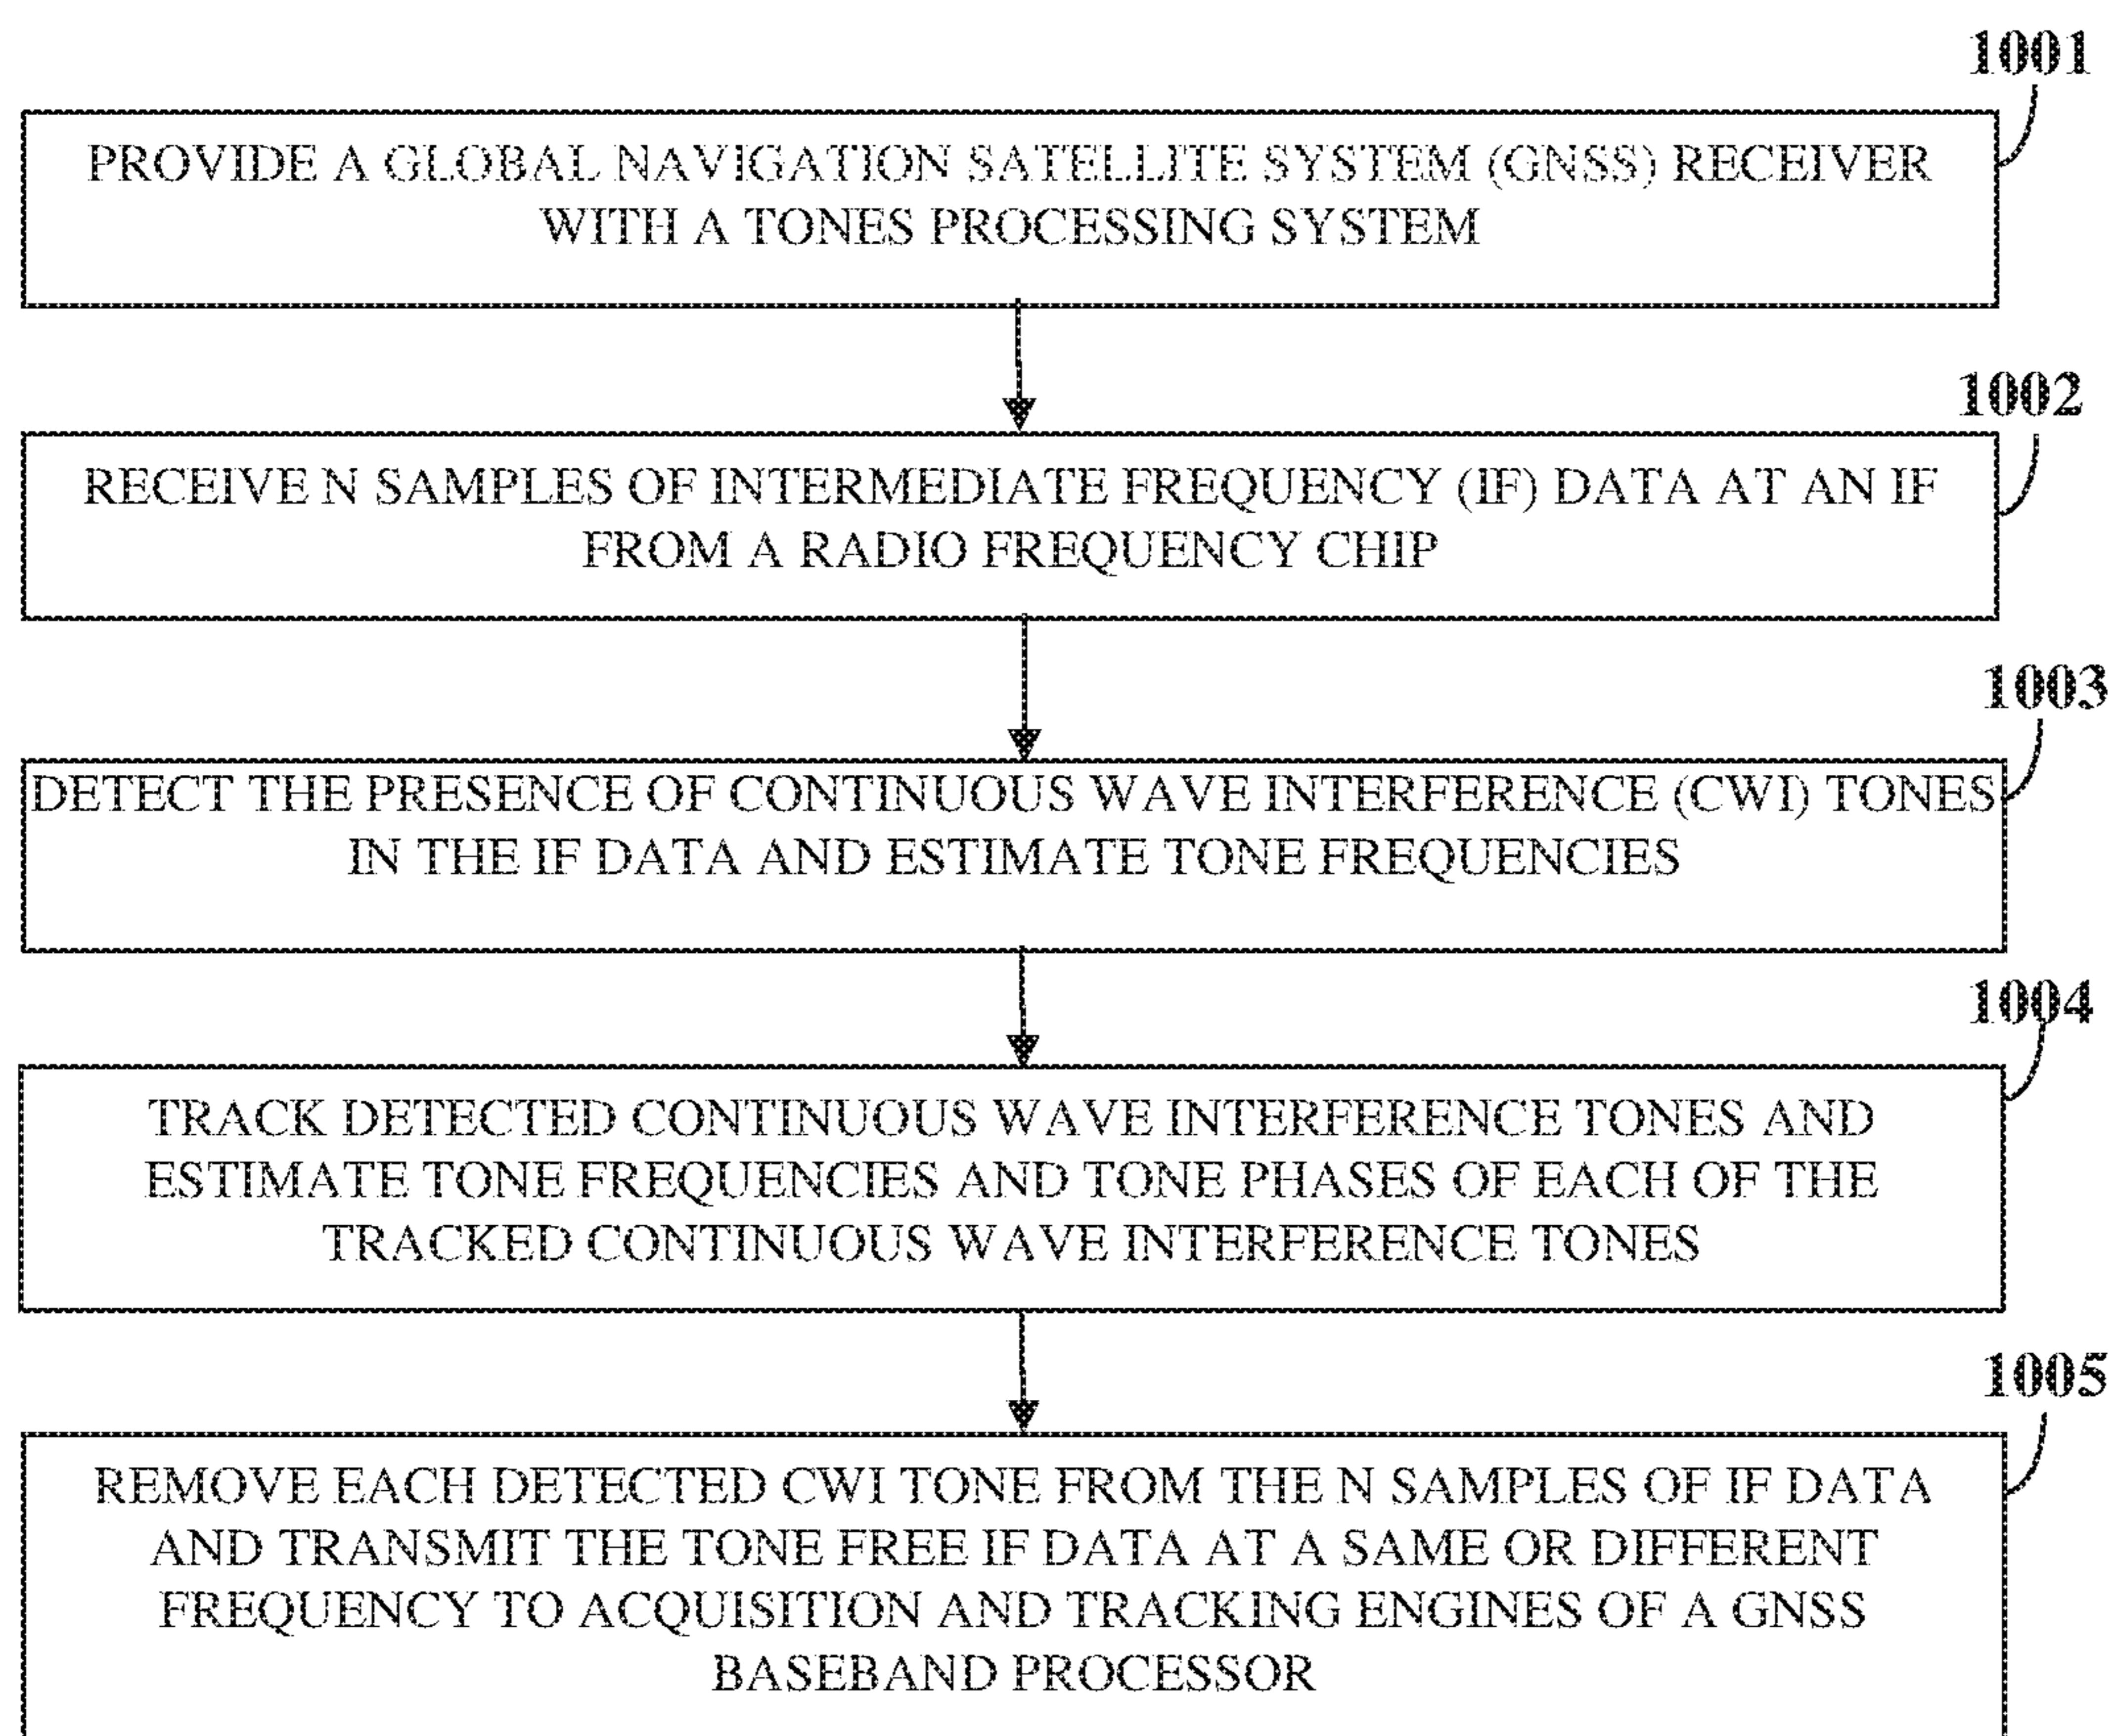 1001
PROVIDE A GLOBAL NAVIGATION SATELLITE SYSTEM (GNSS) RECEIVER
WITH A TONES PROCESSING SYSTEM
1002
RECEIVE N SAMPLES OF INTERMEDIATE FREQUENCY (IF) DATA AT AN IF
FROM A RADIO FREQUENCY CHIP
1003
DETECT THE PRESENCE OF CONTINUOUS WAVE INTERFERENCE (CWI) TONES
IN THE IF DATA AND ESTIMATE TONE FREQUENCIES
1004
TRACK DETECTED CONTINUOUS WAVE INTERFERENCE TONES AND
ESTIMATE TONE FREQUENCIES AND TONE PHASES OF EACH OF THE
TRACKED CONTINUOUS WAVE INTERFERENCE TONES
1005
REMOVE EACH DETECTED CWI TONE FROM THE N SAMPLES OF IF DATA
AND TRANSMIT THE TONE FREE IF DATA AT A SAME OR DIFFERENT
FREQUENCY TO ACQUISITION AND TRACKING ENGINES OF A GNSS
BASEBAND PROCESSOR